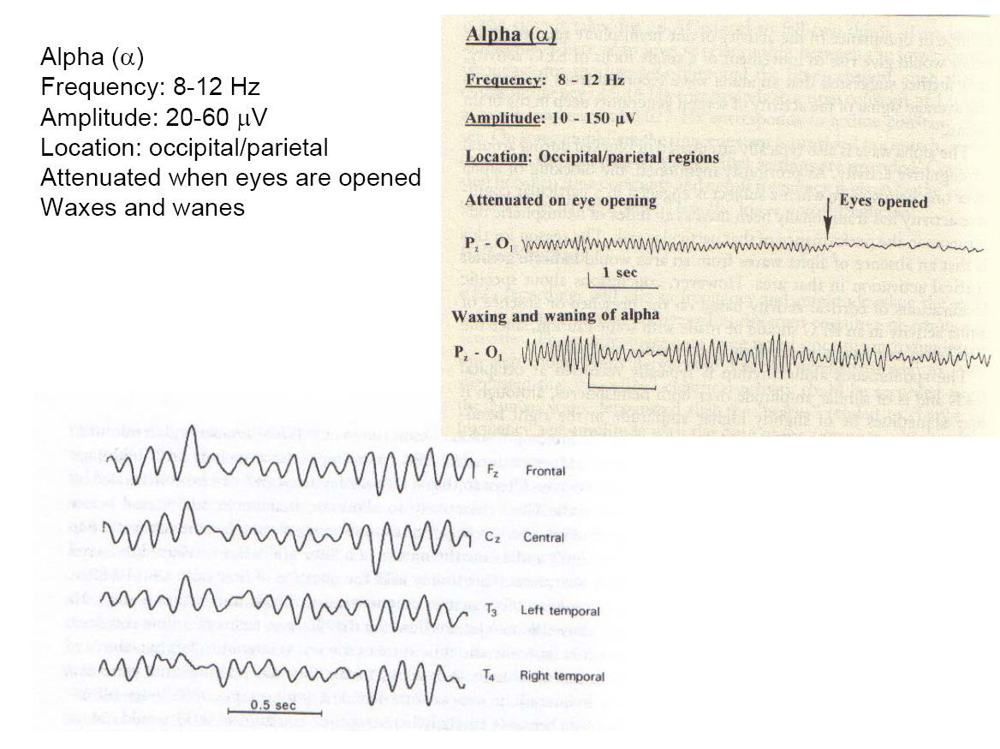 Alpha (α)
Frequency: 8-12 Hz
Amplitude: 20-60 μV
Location: occipital/parietal
Attenuated when eyes are opened
Waxes and wanes
Alpha (α)
Frequency: 8 - 12 Hz
Amplitude: 10 - 150 μV
Location: Occipital/parietal regions
Attenuated on eye opening
Eyes opened
Pz - O1
1 sec
Waxing and waning of alpha
Pz - O1
Fz Frontal
Cz Central
T3 Left temporal
T4 Right temporal
0.5 sec